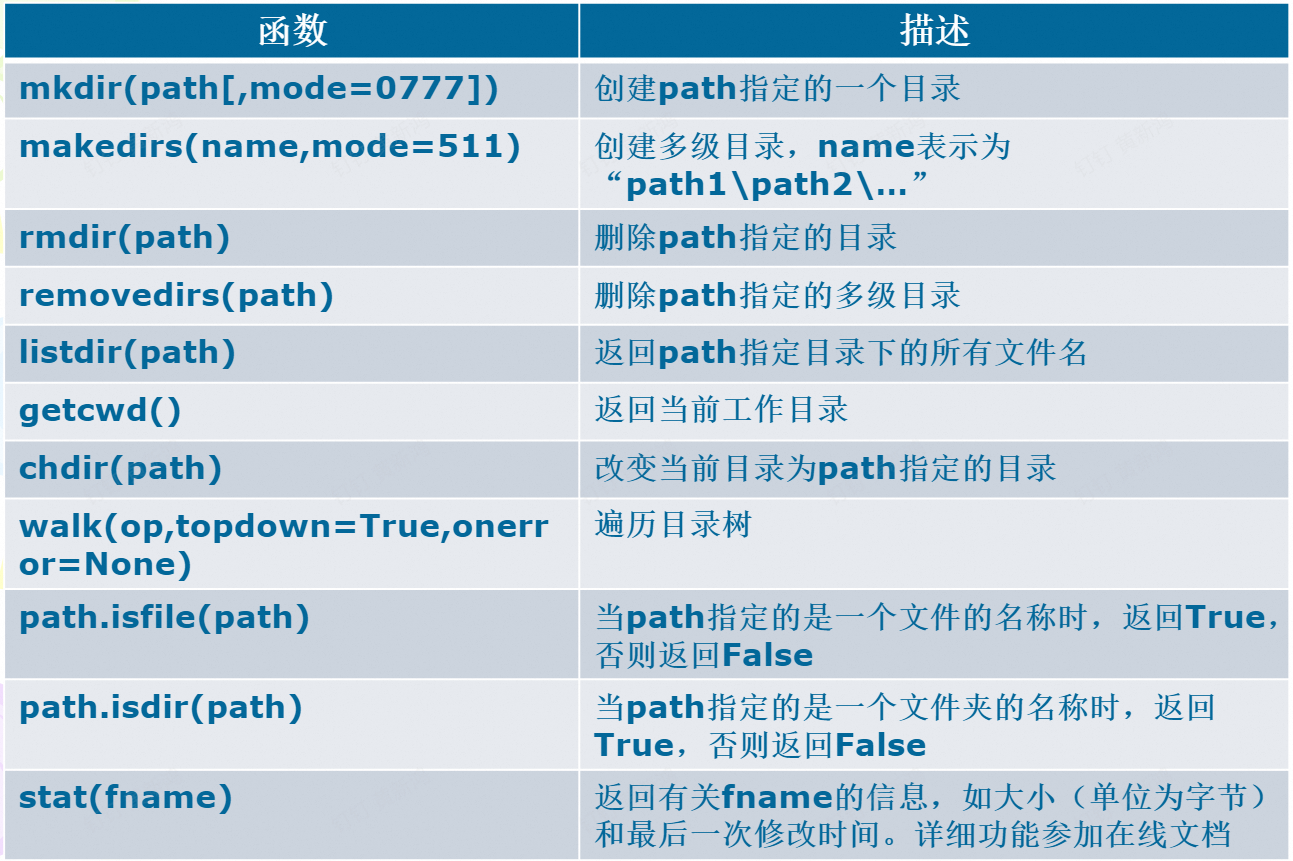 函数 描述
mkdir(path[,mode=0777]) 创建path指定的一个目录
makedirs(name,mode=511) 创建多级目录，name表示为
“path1\path2\…”
rmdir(path) 删除path指定的目录
removedirs(path) 删除path指定的多级目录
listdir(path) 返回path指定目录下的所有文件名
getcwd() 返回当前工作目录
chdir(path) 改变当前目录为path指定的目录
walk(op,topdown=True,onerr 遍历目录树
or=None)
path.isfile(path) 当path指定的是一个文件的名称时，返回True，
否则返回False
path.isdir(path) 当path指定的是一个文件夹的名称时，返回
True，否则返回False
stat(fname) 返回有关fname的信息，如大小（单位为字节）
和最后一次修改时间。详细功能参加在线文档